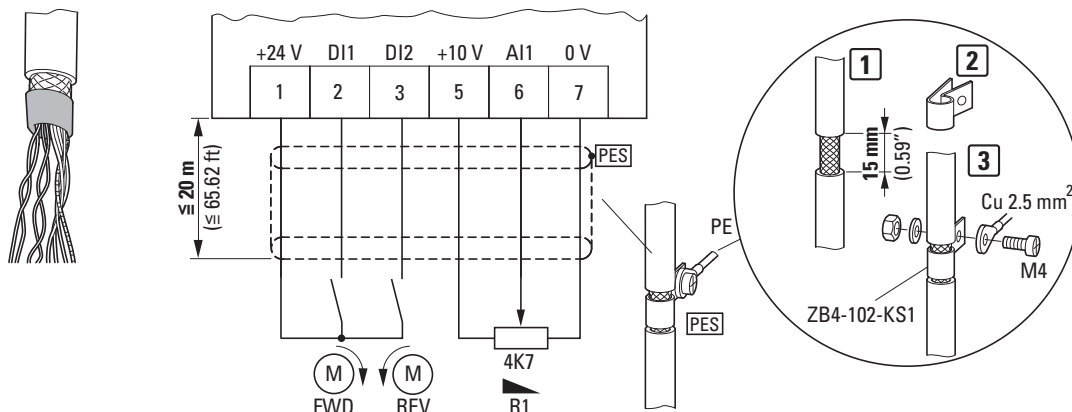 +24 V DI1 DI2 +10 V AI1 0 V
1 2 3 5 6 7
≤ 20 m
(≤ 65.62 ft)
PES
4K7
R1
M M
FWD REV
PE
PES
1
2
3
15 mm
(0.59″)
Cu 2.5 mm²
M4
ZB4-102-KS1